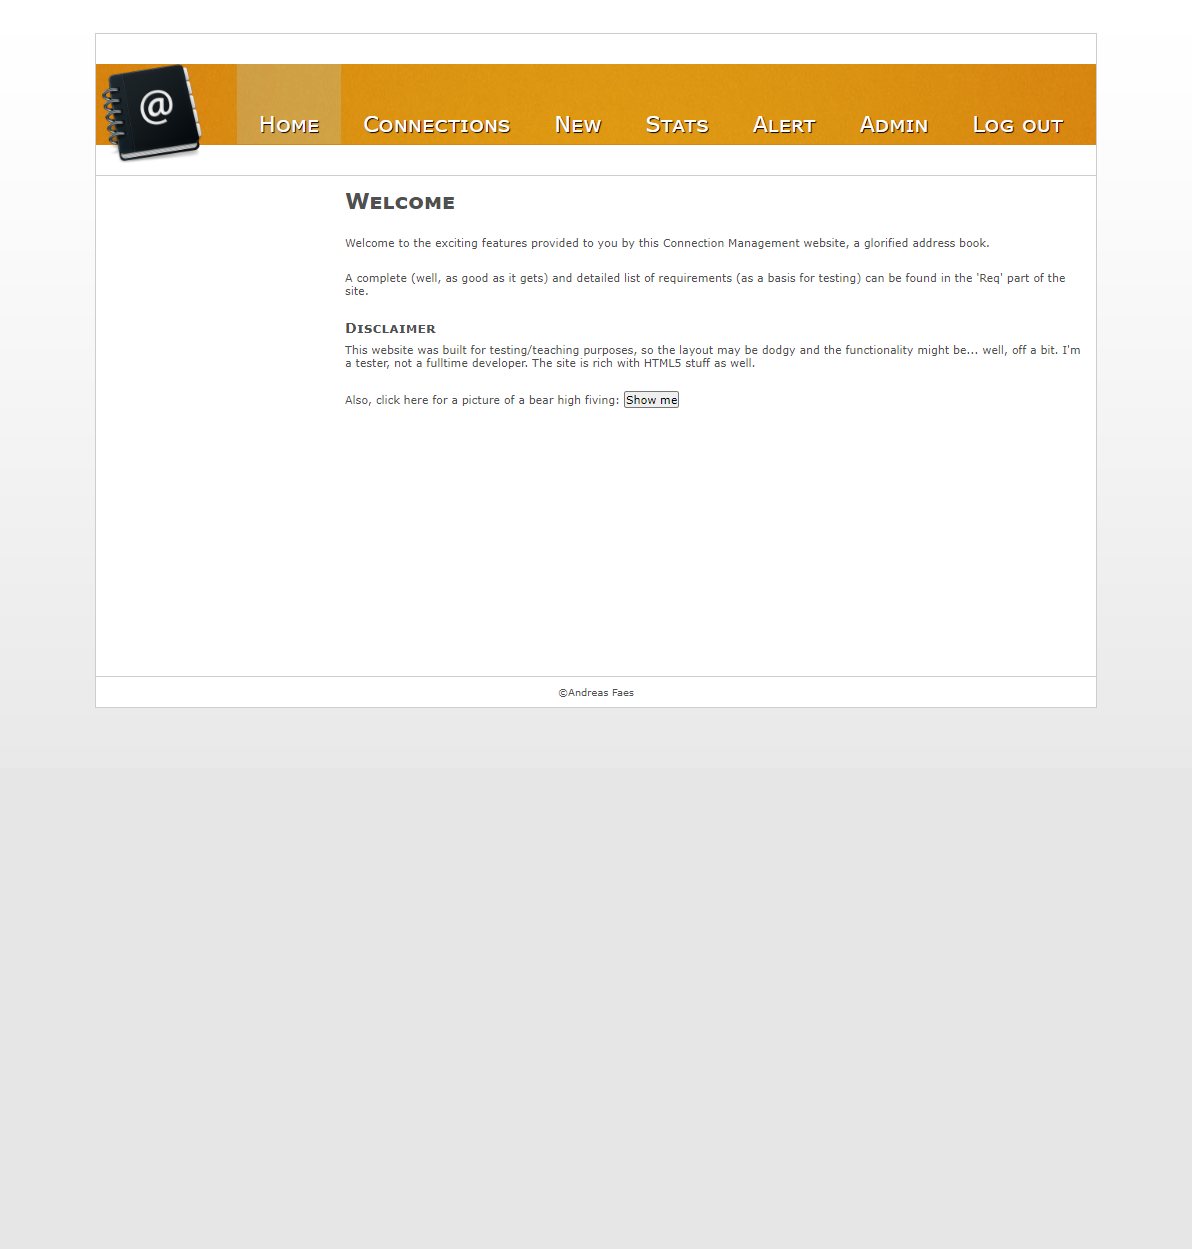 @
Home Connections New Stats Alert Admin Log out
Welcome
Welcome to the exciting features provided to you by this Connection Management website, a glorified address book.
A complete (well, as good as it gets) and detailed list of requirements (as a basis for testing) can be found in the 'Req' part of the
site.
Disclaimer
This website was built for testing/teaching purposes, so the layout may be dodgy and the functionality might be... well, off a bit. I'm
a tester, not a fulltime developer. The site is rich with HTML5 stuff as well.
Also, click here for a picture of a bear high fiving: Show me
©Andreas Faes